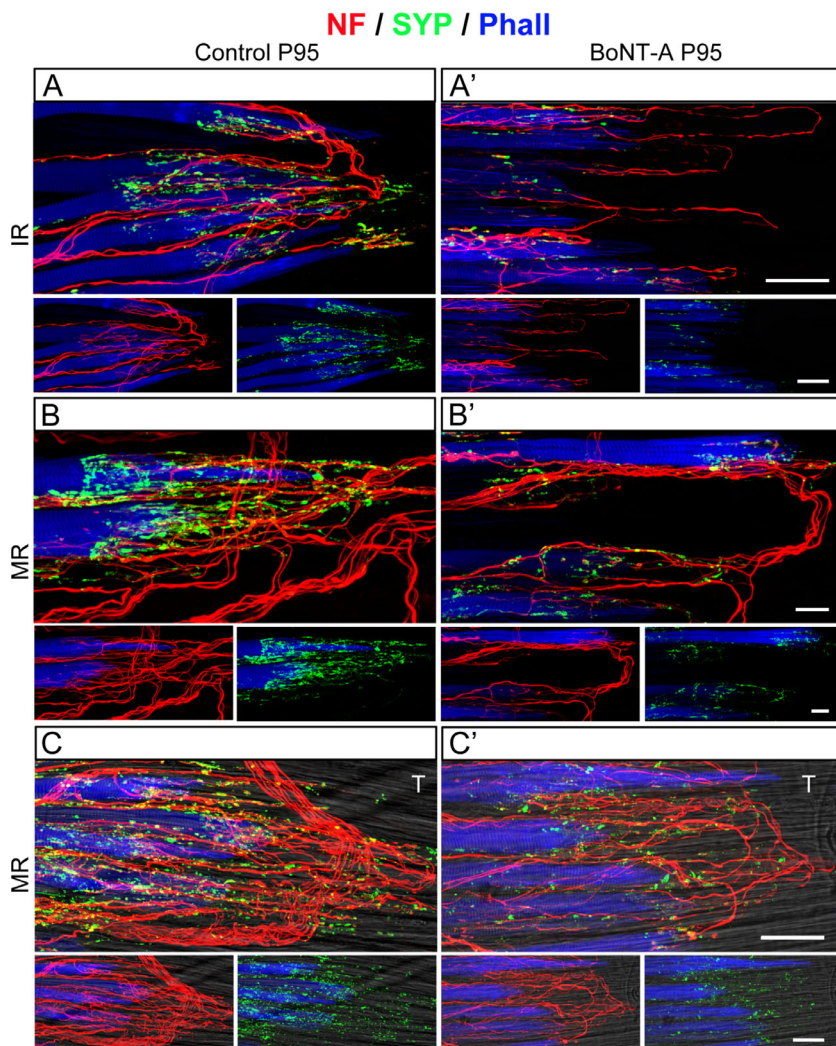 NF / SYP / Phall
Control P95 BoNT-A P95
A A'
IR
B B'
MR
C C'
T T
MR